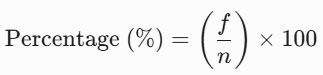 Percentage (%) = (f/n) × 100